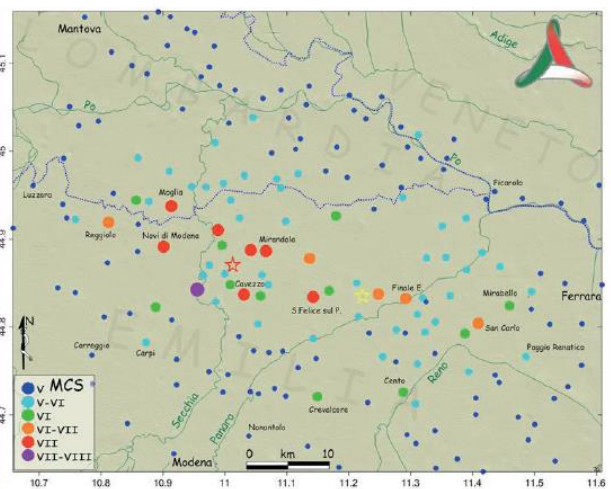 Mantova
Adige
45.1
LOMBARDIA
VENETO
Po
45
Po
Luzzara
Moglia
Ficarolo
Reggiolo
Novi di Modena
Mirandola
44.9
Cavezzo
Finale E.
Mirabello
Ferrara
S.Felice sul P.
N
44.8
San Carlo
EMILIA
Correggio
Carpi
Poggio Renatico
Cento
Reno
Secchia
Panaro
Crevalcore
44.7
Nonantola
Modena
0 km 10
V MCS
V-VI
VI
VI-VII
VII
VII-VIII
10.7 10.8 10.9 11 11.1 11.2 11.3 11.4 11.5 11.6